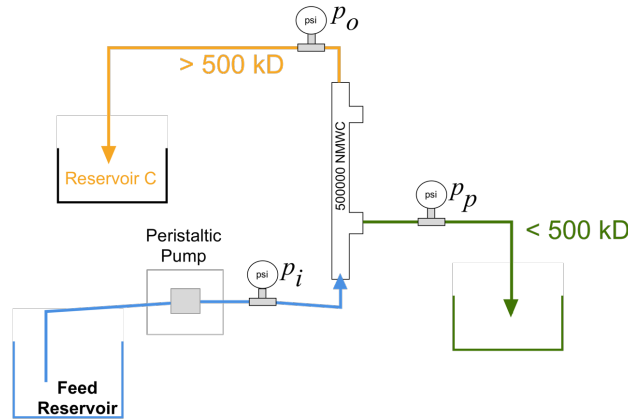 psi
p_o
> 500 kD
Reservoir C
500000 NMWC
psi
p_p
< 500 kD
Peristaltic
Pump
psi
p_i
Feed
Reservoir